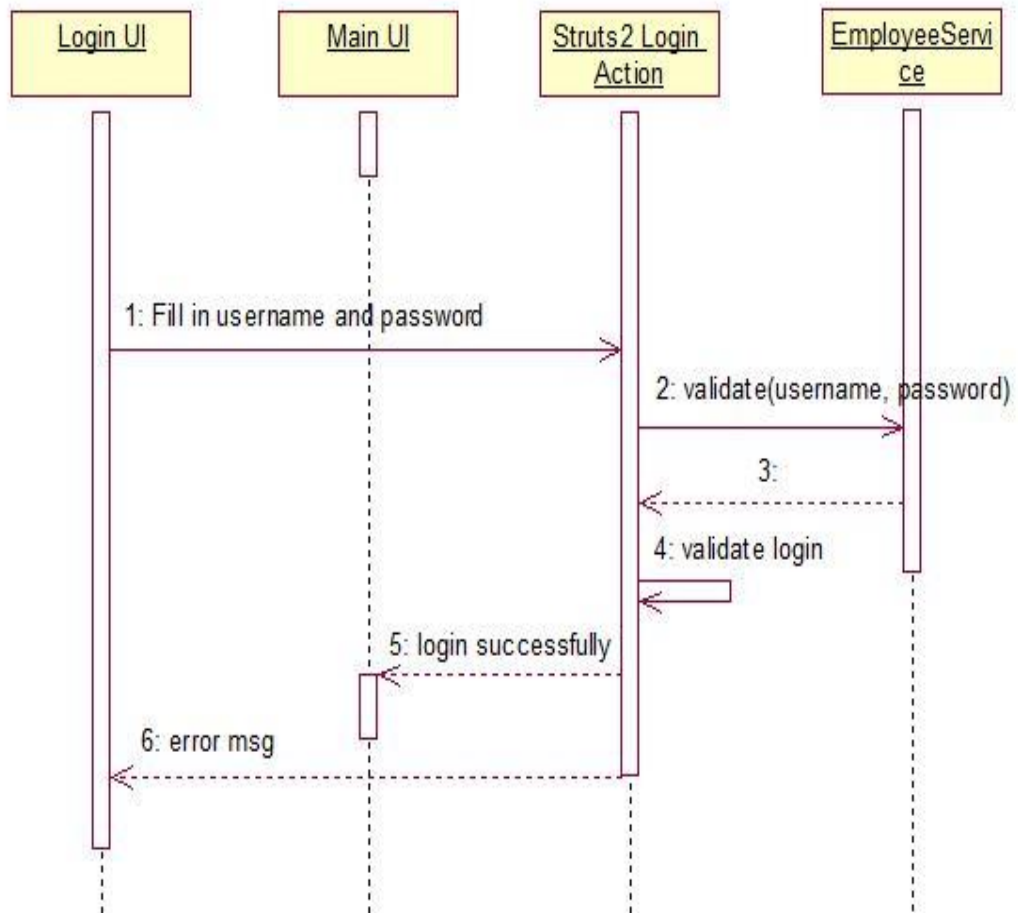 Login UI
Main UI
Struts2 Login
Action
EmployeeServi
ce
1: Fill in username and password
2: validate(username, password)
3:
4: validate login
5: login successfully
6: error msg